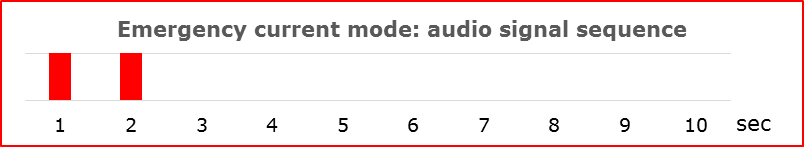 Emergency current mode: audio signal sequence
1 2 3 4 5 6 7 8 9 10 sec